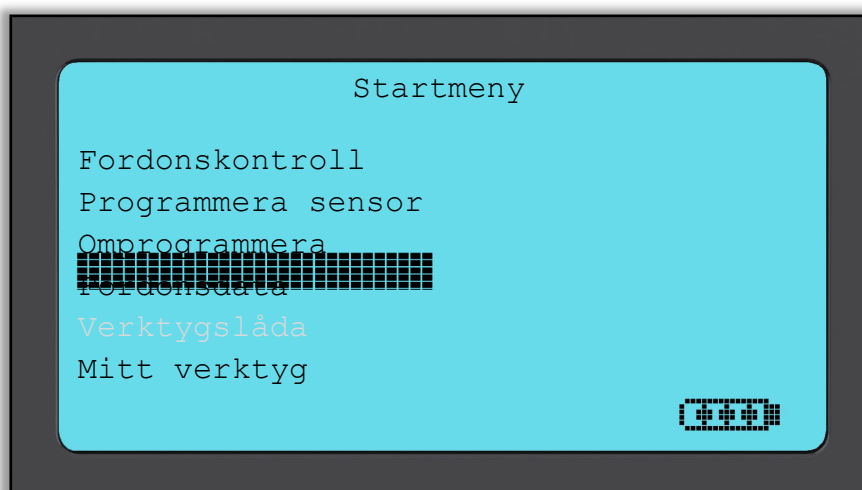 Startmeny
Fordonskontroll
Programmera sensor
Omprogrammera
Fordonsdata
Verktygslåda
Mitt verktyg